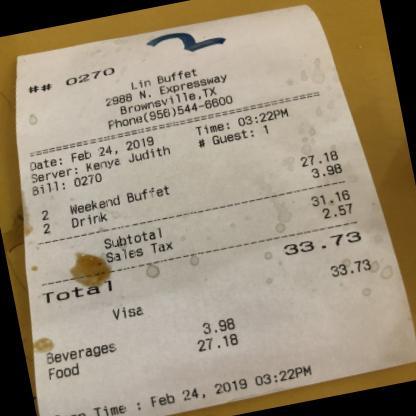 2
## 0270
Lin Buffet
2988 N. Expressway
Brownsville,TX
Phone(956)544-6600
Date: Feb 24, 2019 Time: 03:22PM
Server: Kenya Judith # Guest: 1
Bill: 0270
2 Weekend Buffet 27.18
2 Drink 3.98
Subtotal 31.16
Sales Tax 2.57
Total 33.73
Visa 33.73
Beverages 3.98
Food 27.18
Time : Feb 24, 2019 03:22PM